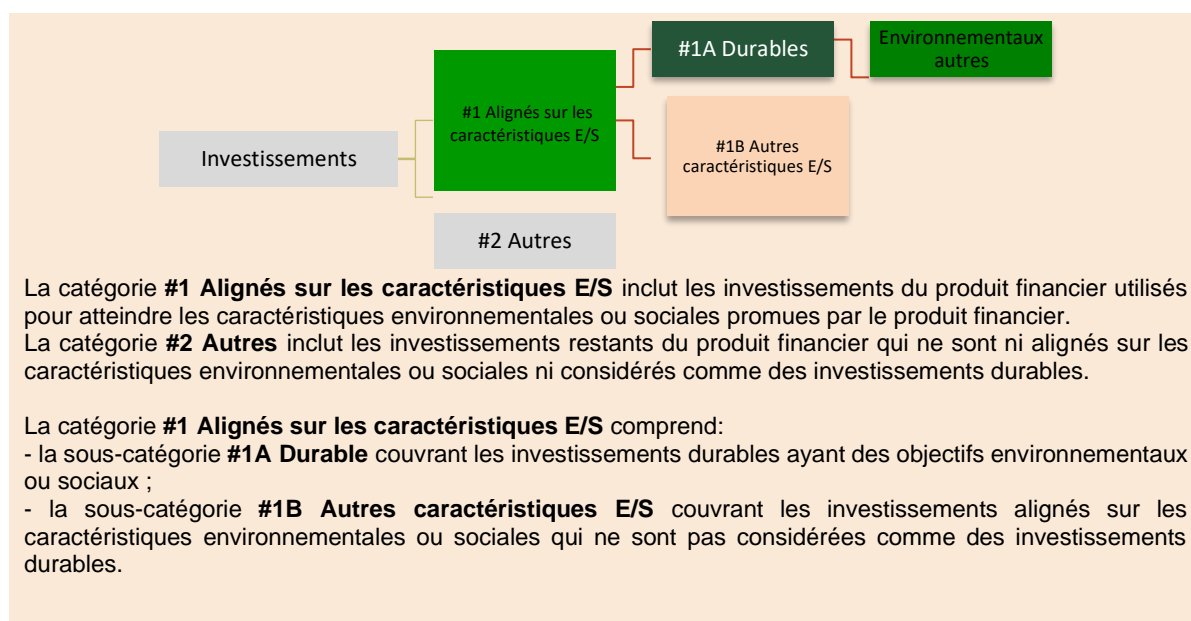 #1A Durables
Environnementaux
autres
#1 Alignés sur les
caractéristiques E/S
Investissements
#1B Autres
caractéristiques E/S
#2 Autres
La catégorie #1 Alignés sur les caractéristiques E/S inclut les investissements du produit financier utilisés
pour atteindre les caractéristiques environnementales ou sociales promues par le produit financier.
La catégorie #2 Autres inclut les investissements restants du produit financier qui ne sont ni alignés sur les
caractéristiques environnementales ou sociales ni considérés comme des investissements durables.
La catégorie #1 Alignés sur les caractéristiques E/S comprend:
- la sous-catégorie #1A Durable couvrant les investissements durables ayant des objectifs environnementaux
ou sociaux ;
- la sous-catégorie #1B Autres caractéristiques E/S couvrant les investissements alignés sur les
caractéristiques environnementales ou sociales qui ne sont pas considérées comme des investissements
durables.